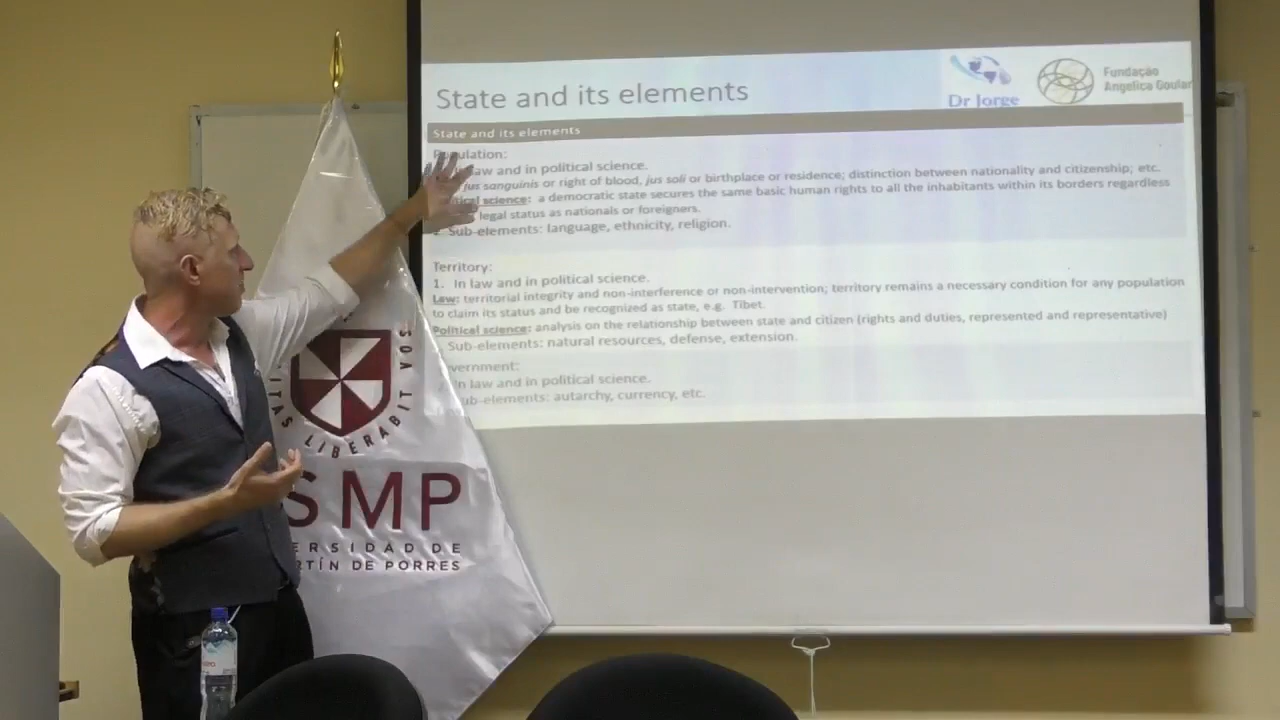 State and its elements
Dr Jorge
Fundação
Angelica Goular
State and its elements
Population:
law and in political science.
jus sanguinis or right of blood, jus soli or birthplace or residence; distinction between nationality and citizenship; etc.
science: a democratic state secures the same basic human rights to all the inhabitants within its borders regardless
legal status as nationals or foreigners.
Sub-elements: language, ethnicity, religion.
Territory:
1. In law and in political science.
Law: territorial integrity and non-interference or non-intervention; territory remains a necessary condition for any population
to claim its status and be recognized as state, e.g. Tibet.
Political science: analysis on the relationship between state and citizen (rights and duties, represented and representative)
Sub-elements: natural resources, defense, extension.
vernment:
In law and in political science.
ub-elements: autarchy, currency, etc.
ITAS LIBERABIT VOS
SMP
ERSIDAD DE
RTÍN DE PORRES